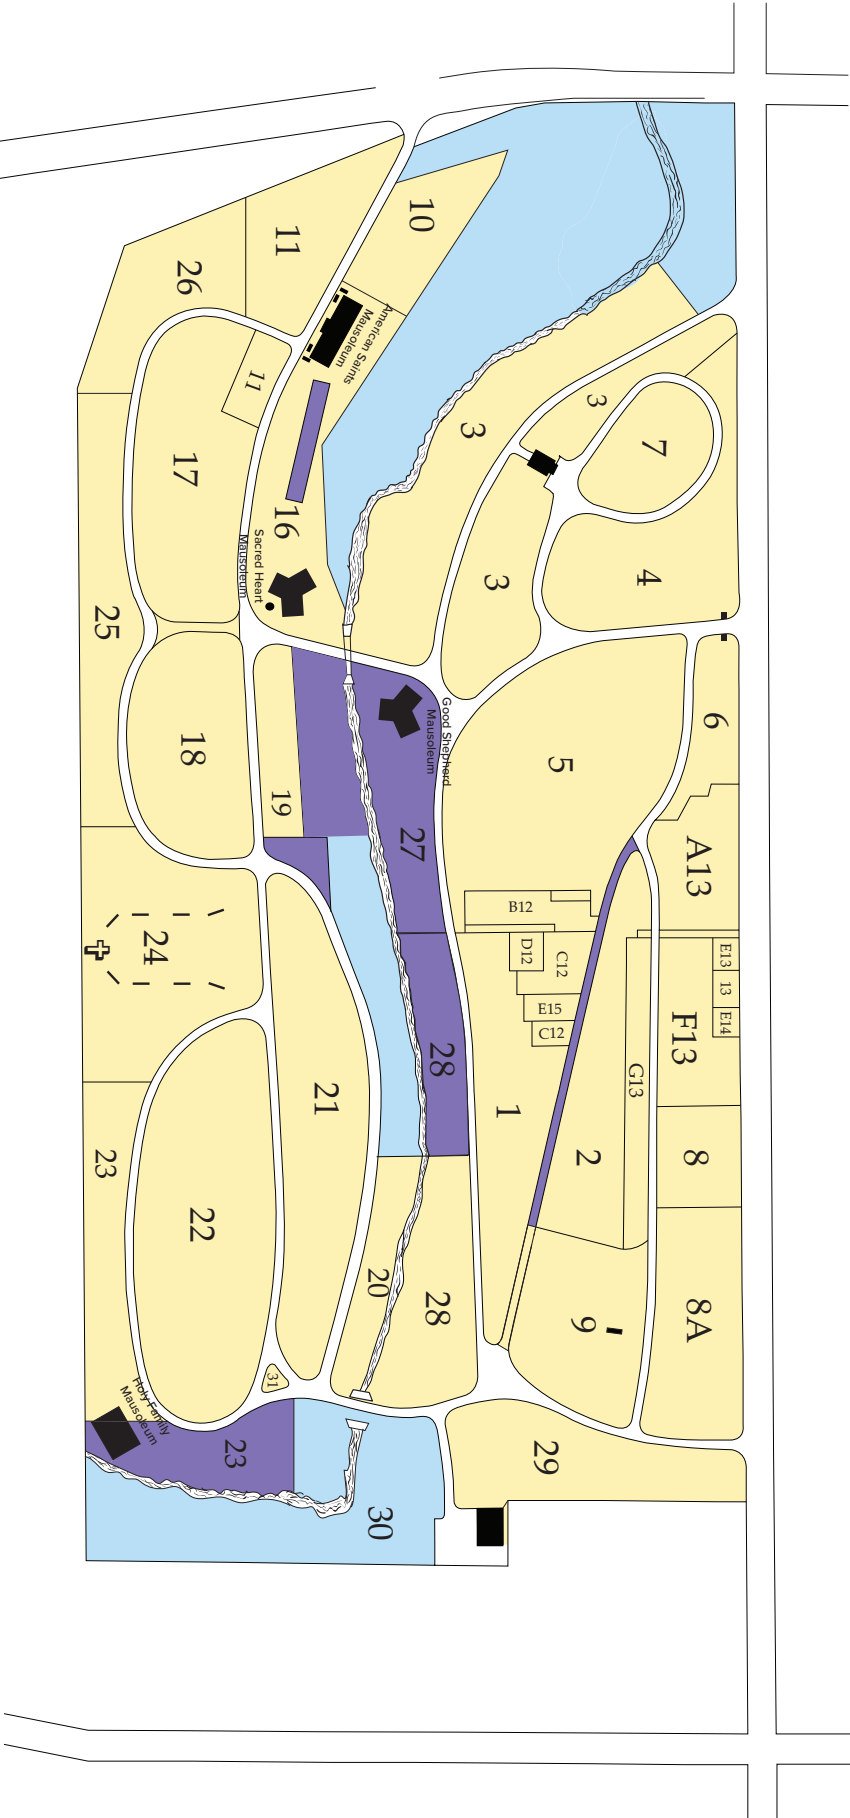 10
11
26
American Saints
Mausoleum
11
3
3
7
17
16
Sacred Heart
Mausoleum
3
4
25
6
18
Good Shepherd
Mausoleum
5
19
27
A13
B12
24
D12
C12
E13
13
E14
E15
C12
F13
28
G13
21
1
23
2
8
22
20
28
9
8A
31
Holy Family
Mausoleum
23
29
30